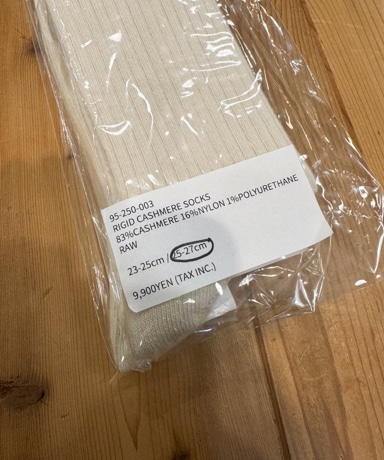 95-250-003
RIGID CASHMERE SOCKS
83%CASHMERE 16%NYLON 1%POLYURETHANE
RAW
23-25cm / 25-27cm
9,900YEN (TAX INC.)